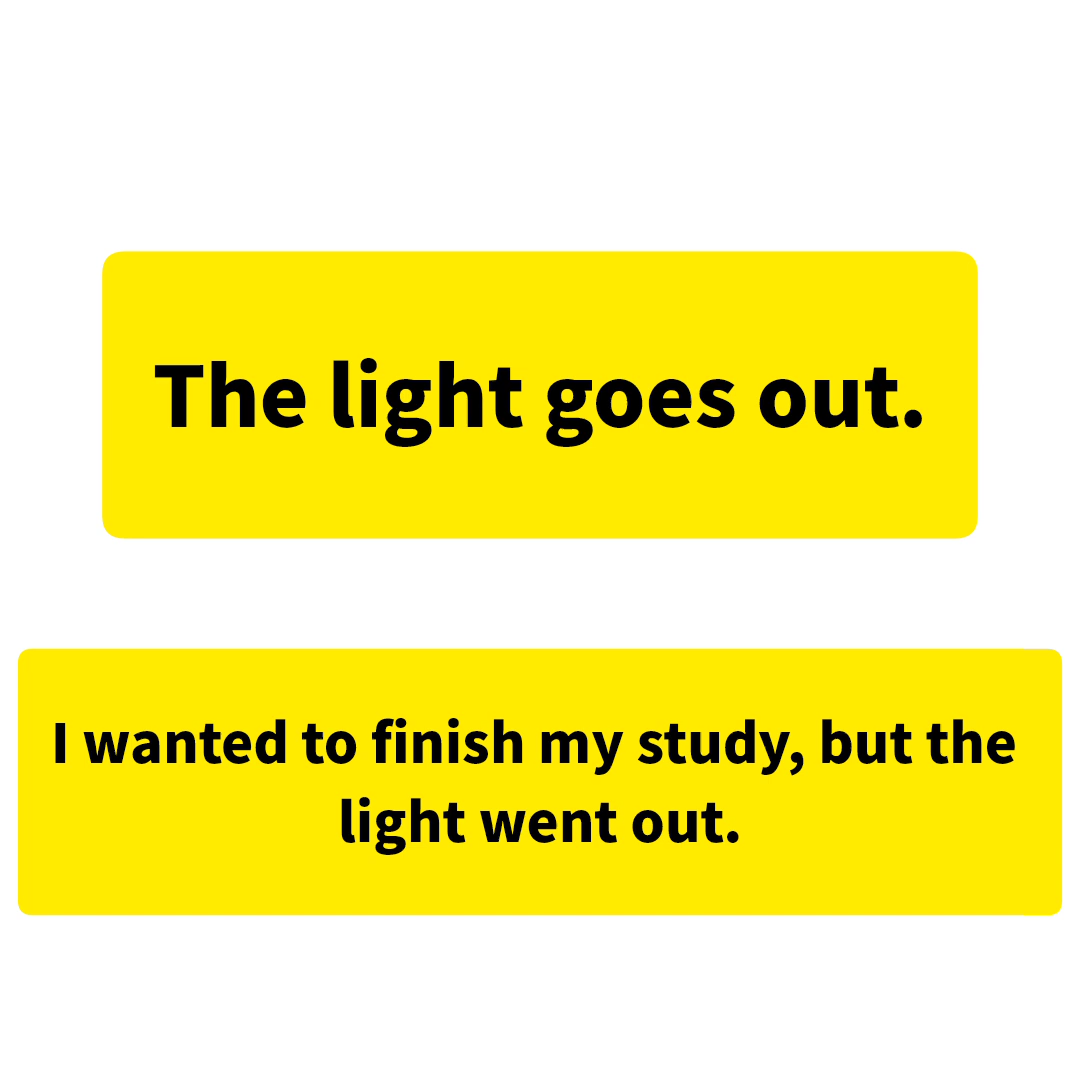 The light goes out.
I wanted to finish my study, but the
light went out.